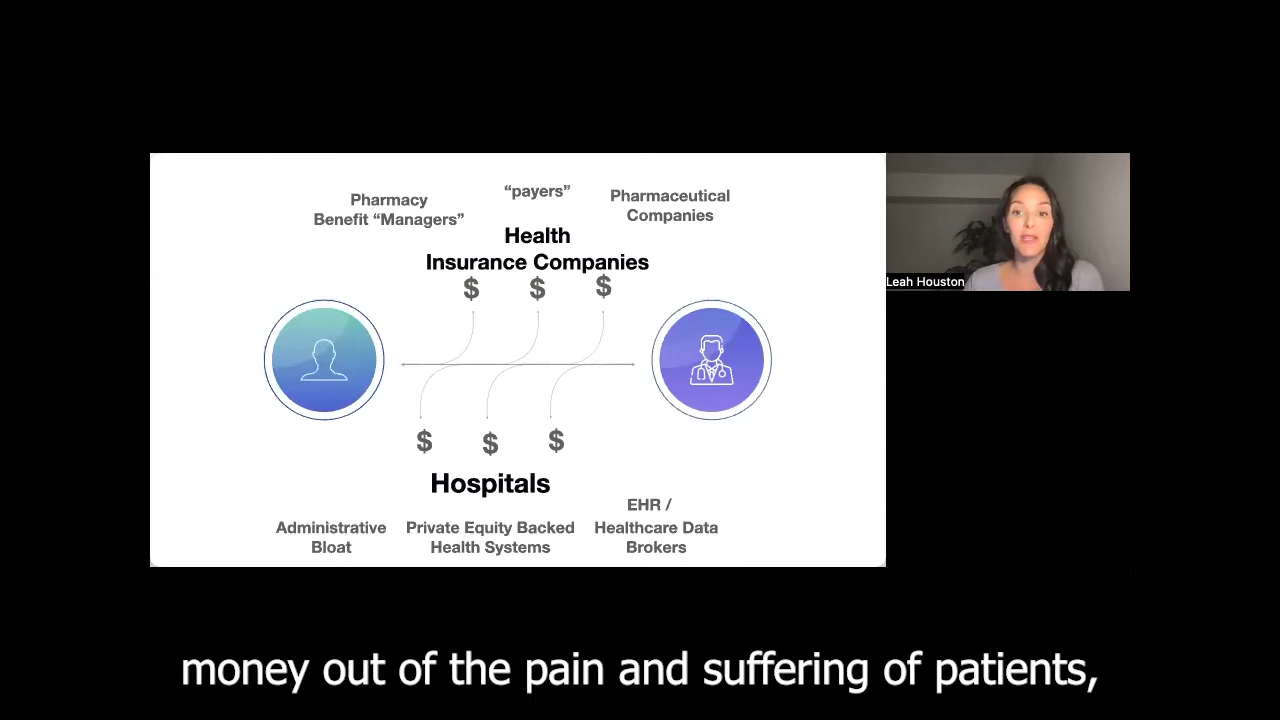 “payers”
Pharmacy
Benefit “Managers”
Pharmaceutical
Companies
Health
Insurance Companies
$ $ $
Leah Houston
$ $ $
Hospitals
Administrative
Bloat
Private Equity Backed
Health Systems
EHR /
Healthcare Data
Brokers
money out of the pain and suffering of patients,